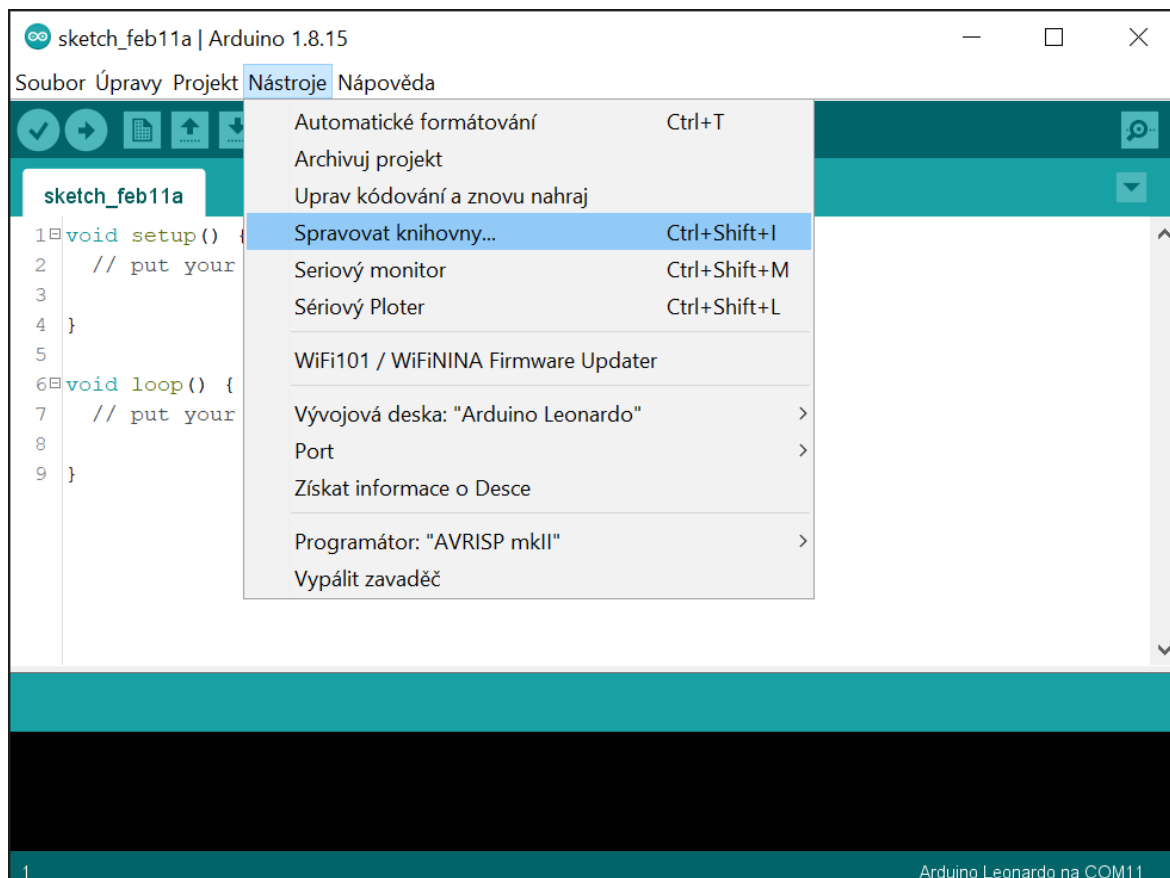 sketch_feb11a | Arduino 1.8.15
Soubor Úpravy Projekt Nástroje Nápověda
Automatické formátování Ctrl+T
Archivuj projekt
Uprav kódování a znovu nahraj
Spravovat knihovny... Ctrl+Shift+I
Seriový monitor Ctrl+Shift+M
Sériový Ploter Ctrl+Shift+L
WiFi101 / WiFiNINA Firmware Updater
Vývojová deska: "Arduino Leonardo"
Port
Získat informace o Desce
Programátor: "AVRISP mkII"
Vypálit zavaděč
sketch_feb11a
1 void setup() {
2 // put your
3
4 }
5
6 void loop() {
7 // put your
8
9 }
1 Arduino Leonardo na COM11